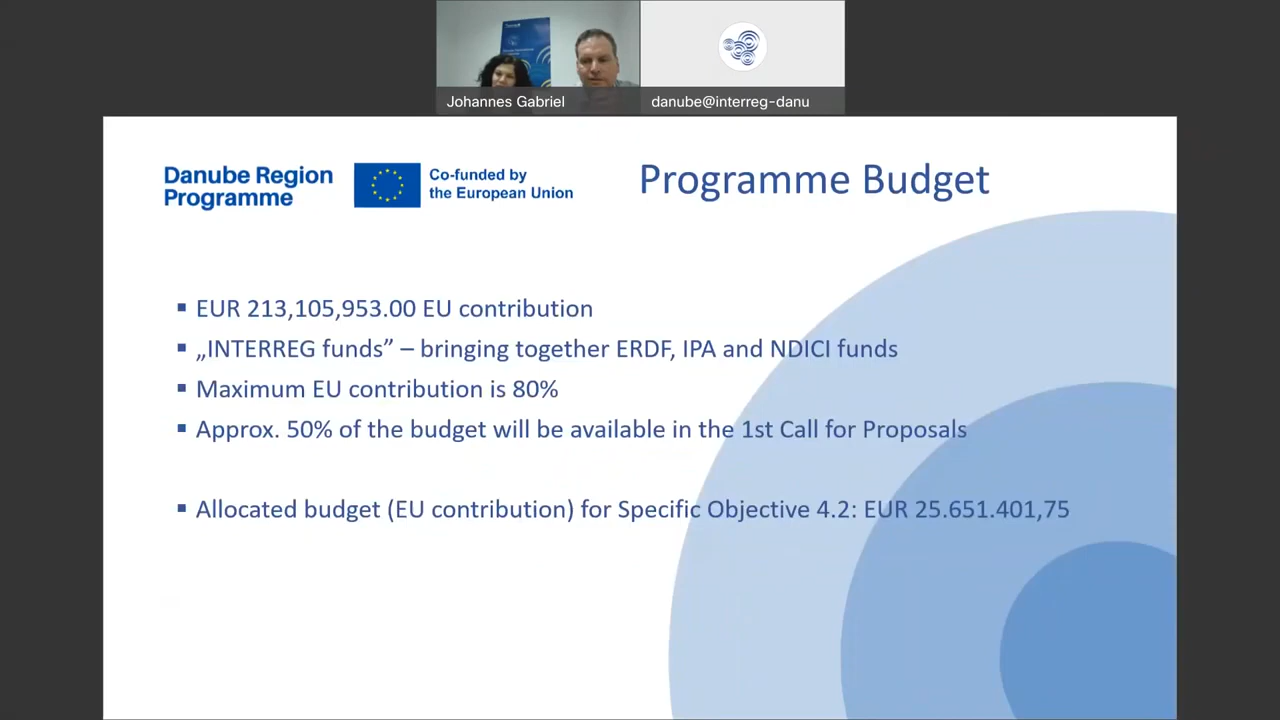 Johannes Gabriel
danube@interreg-danu
Danube Region
Programme
Co-funded by
the European Union
Programme Budget
▪ EUR 213,105,953.00 EU contribution
▪ „INTERREG funds” – bringing together ERDF, IPA and NDICI funds
▪ Maximum EU contribution is 80%
▪ Approx. 50% of the budget will be available in the 1st Call for Proposals
▪ Allocated budget (EU contribution) for Specific Objective 4.2: EUR 25.651.401,75